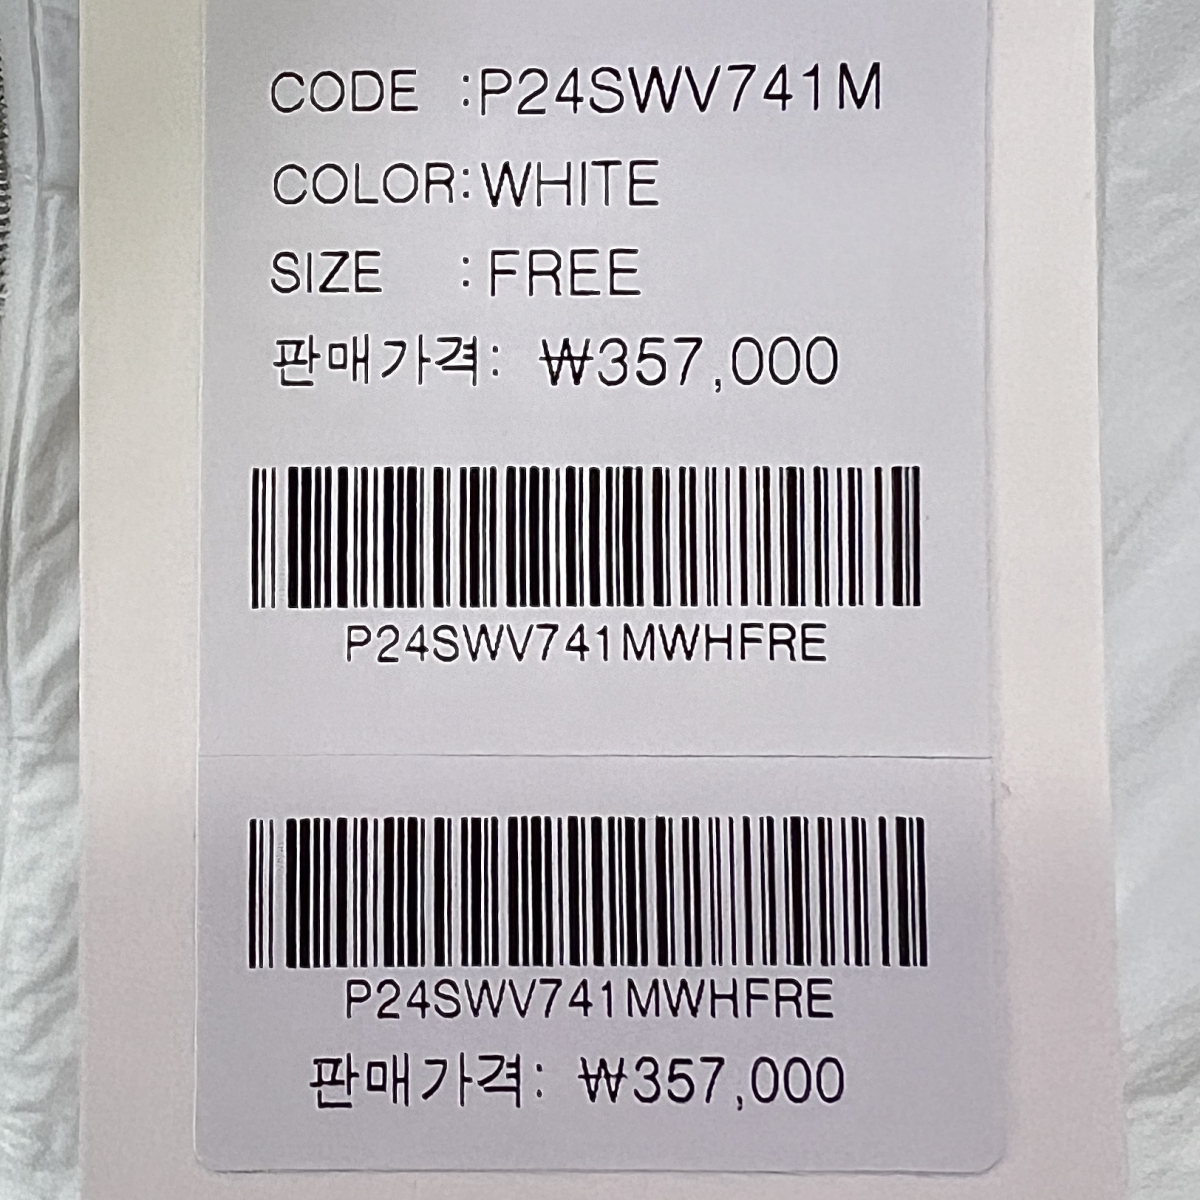 CODE :P24SWV741M
COLOR:WHITE
SIZE :FREE
판매가격: ₩357,000
P24SWV741MWHFRE
P24SWV741MWHFRE
판매가격: ₩357,000